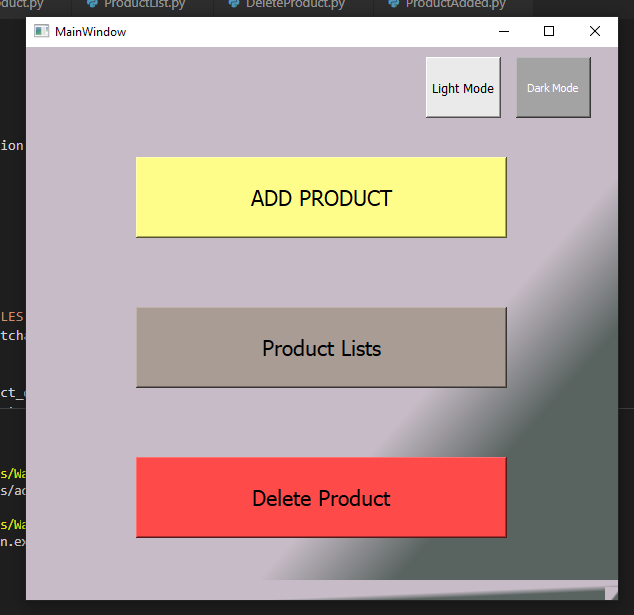 duct.py ProductList.py DeleteProduct.py ProductAdded.py
MainWindow
Light Mode Dark Mode
ion
ADD PRODUCT
LES
tcha
Product Lists
ct_
s/Wa
s/ad
Delete Product
s/Wa
n.ex